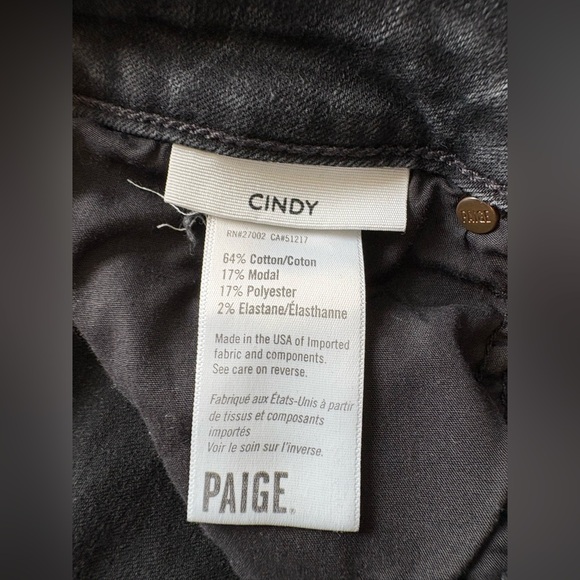 CINDY
PAIGE
RN#27002 CA#51217
64% Cotton/Coton
17% Modal
17% Polyester
2% Elastane/Élasthanne
Made in the USA of Imported
fabric and components.
See care on reverse.
Fabriqué aux États-Unis à partir
de tissus et composants
importés
Voir le soin sur l'inverse.
PAIGE®